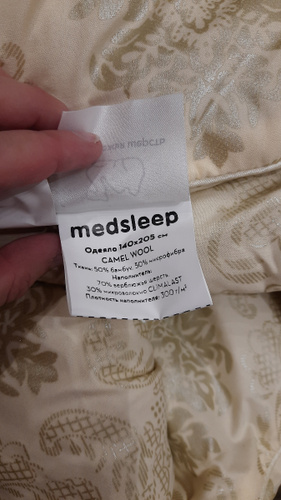 medsleep
Одеяло 140x205 см
CAMEL WOOL
Ткань: 50% бамбук, 50% микрофибра
Наполнитель:
70% верблюжья шерсть
30% микроволокно CLIMALAST
Плотность наполнителя: 300 г/м²